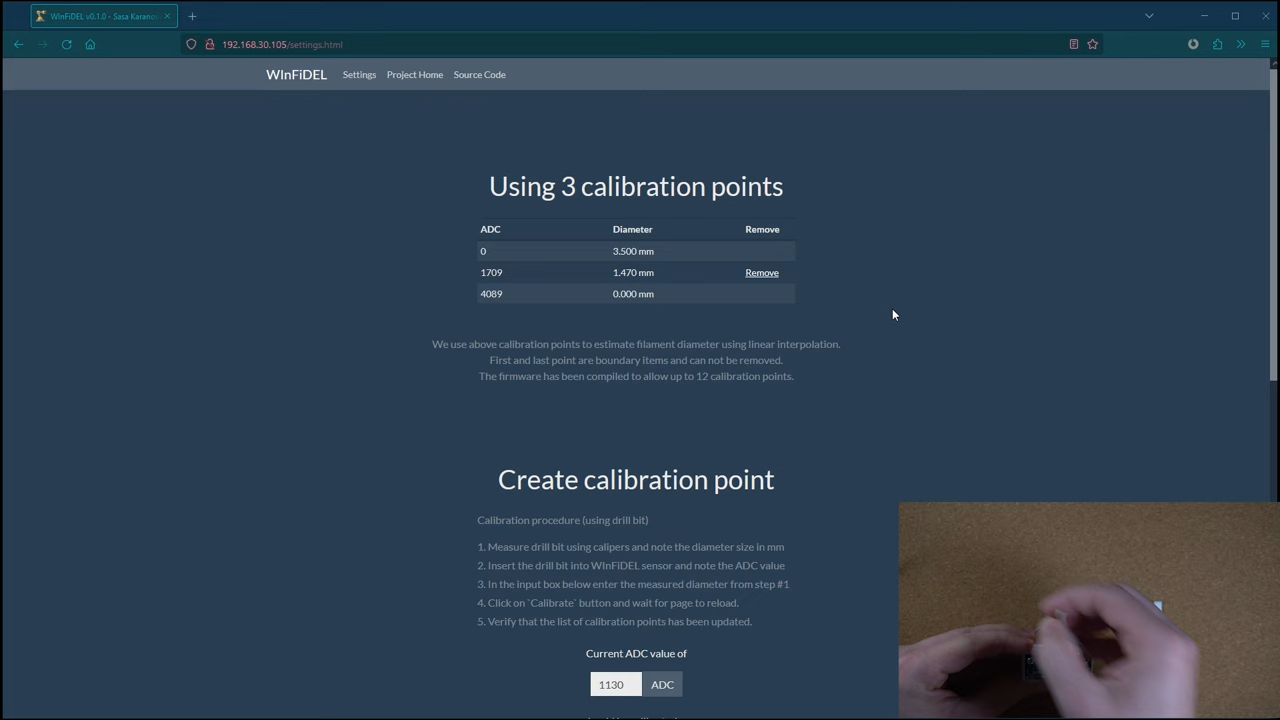 WInFiDEL v0.1.0 - Sasa Karanov
192.168.30.105/settings.html
WInFiDEL Settings Project Home Source Code
Using 3 calibration points
ADC Diameter Remove
0 3.500 mm
1709 1.470 mm Remove
4089 0.000 mm
We use above calibration points to estimate filament diameter using linear interpolation.
First and last point are boundary items and can not be removed.
The firmware has been compiled to allow up to 12 calibration points.
Create calibration point
Calibration procedure (using drill bit)
1. Measure drill bit using calipers and note the diameter size in mm
2. Insert the drill bit into WInFiDEL sensor and note the ADC value
3. In the input box below enter the measured diameter from step #1
4. Click on `Calibrate` button and wait for page to reload.
5. Verify that the list of calibration points has been updated.
Current ADC value of
1130 ADC